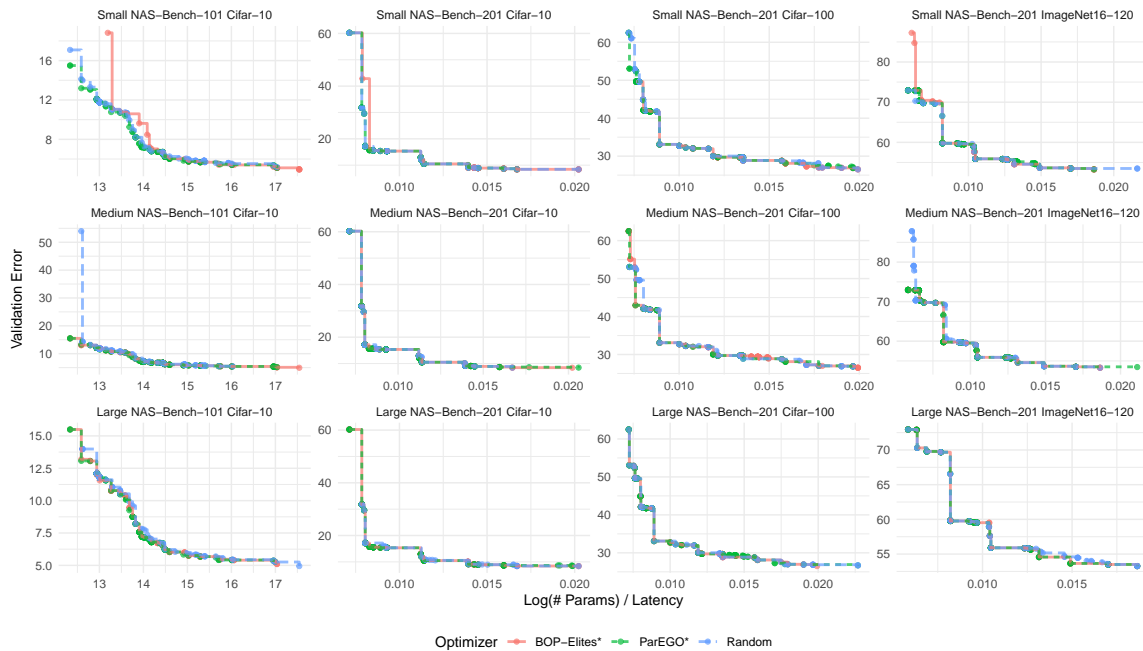 Small NAS−Bench−101 Cifar−10
Small NAS−Bench−201 Cifar−10
Small NAS−Bench−201 Cifar−100
Small NAS−Bench−201 ImageNet16−120
16
12
8
13 14 15 16 17
60
40
20
0.010 0.015 0.020
60
50
40
30
0.010 0.015 0.020
80
70
60
0.010 0.015 0.020
Medium NAS−Bench−101 Cifar−10
Medium NAS−Bench−201 Cifar−10
Medium NAS−Bench−201 Cifar−100
Medium NAS−Bench−201 ImageNet16−120
50
40
30
20
10
13 14 15 16 17
60
40
20
0.010 0.015 0.020
60
50
40
30
0.010 0.015 0.020
80
70
60
0.010 0.015 0.020
Large NAS−Bench−101 Cifar−10
Large NAS−Bench−201 Cifar−10
Large NAS−Bench−201 Cifar−100
Large NAS−Bench−201 ImageNet16−120
15.0
12.5
10.0
7.5
5.0
13 14 15 16 17
60
40
20
0.010 0.015 0.020
60
50
40
30
0.010 0.015 0.020
70
65
60
55
0.010 0.015
Validation Error
Log(# Params) / Latency
Optimizer BOP−Elites* ParEGO* Random